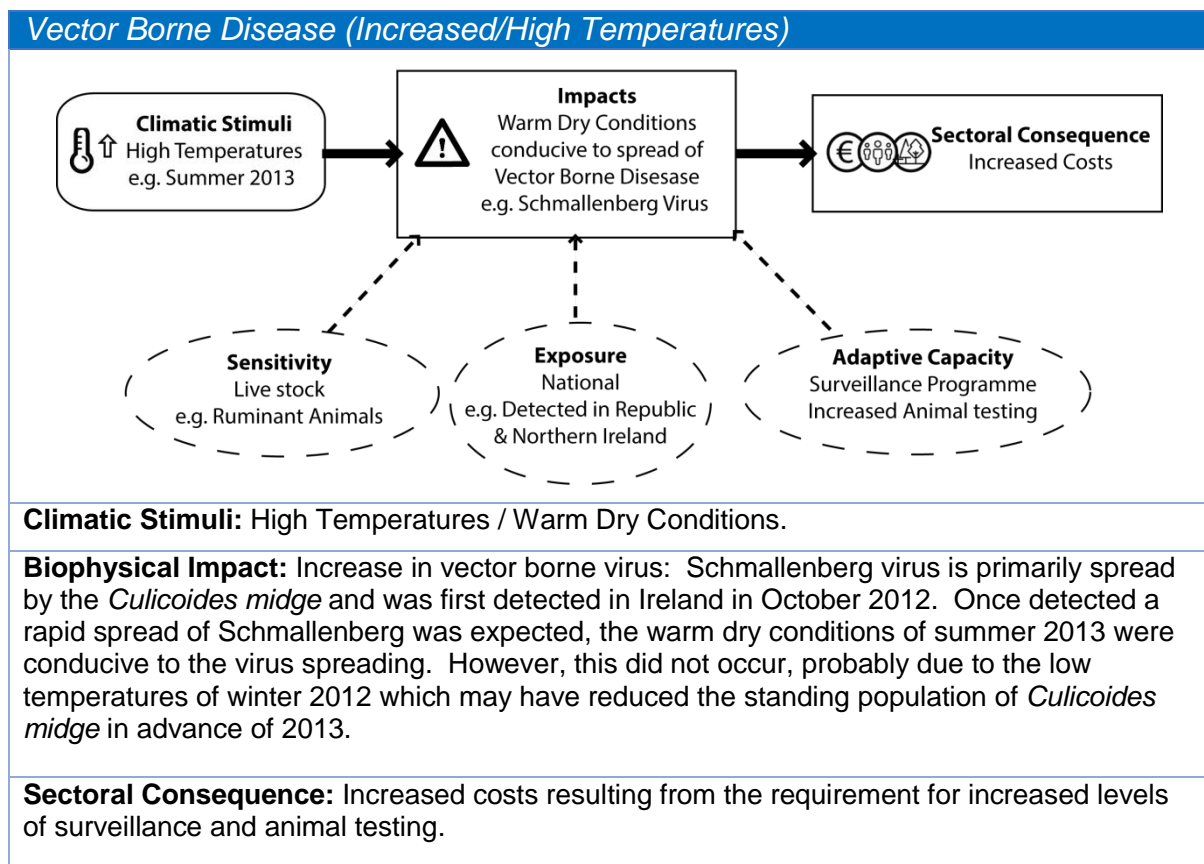 Vector Borne Disease (Increased/High Temperatures)
Climatic Stimuli
High Temperatures
e.g. Summer 2013
Impacts
Warm Dry Conditions
conducive to spread of
Vector Borne Disesase
e.g. Schmallenberg Virus
€
Sectoral Consequence
Increased Costs
Sensitivity
Live stock
e.g. Ruminant Animals
Exposure
National
e.g. Detected in Republic
& Northern Ireland
Adaptive Capacity
Surveillance Programme
Increased Animal testing
Climatic Stimuli: High Temperatures / Warm Dry Conditions.
Biophysical Impact: Increase in vector borne virus: Schmallenberg virus is primarily spread
by the Culicoides midge and was first detected in Ireland in October 2012. Once detected a
rapid spread of Schmallenberg was expected, the warm dry conditions of summer 2013 were
conducive to the virus spreading. However, this did not occur, probably due to the low
temperatures of winter 2012 which may have reduced the standing population of Culicoides
midge in advance of 2013.
Sectoral Consequence: Increased costs resulting from the requirement for increased levels
of surveillance and animal testing.